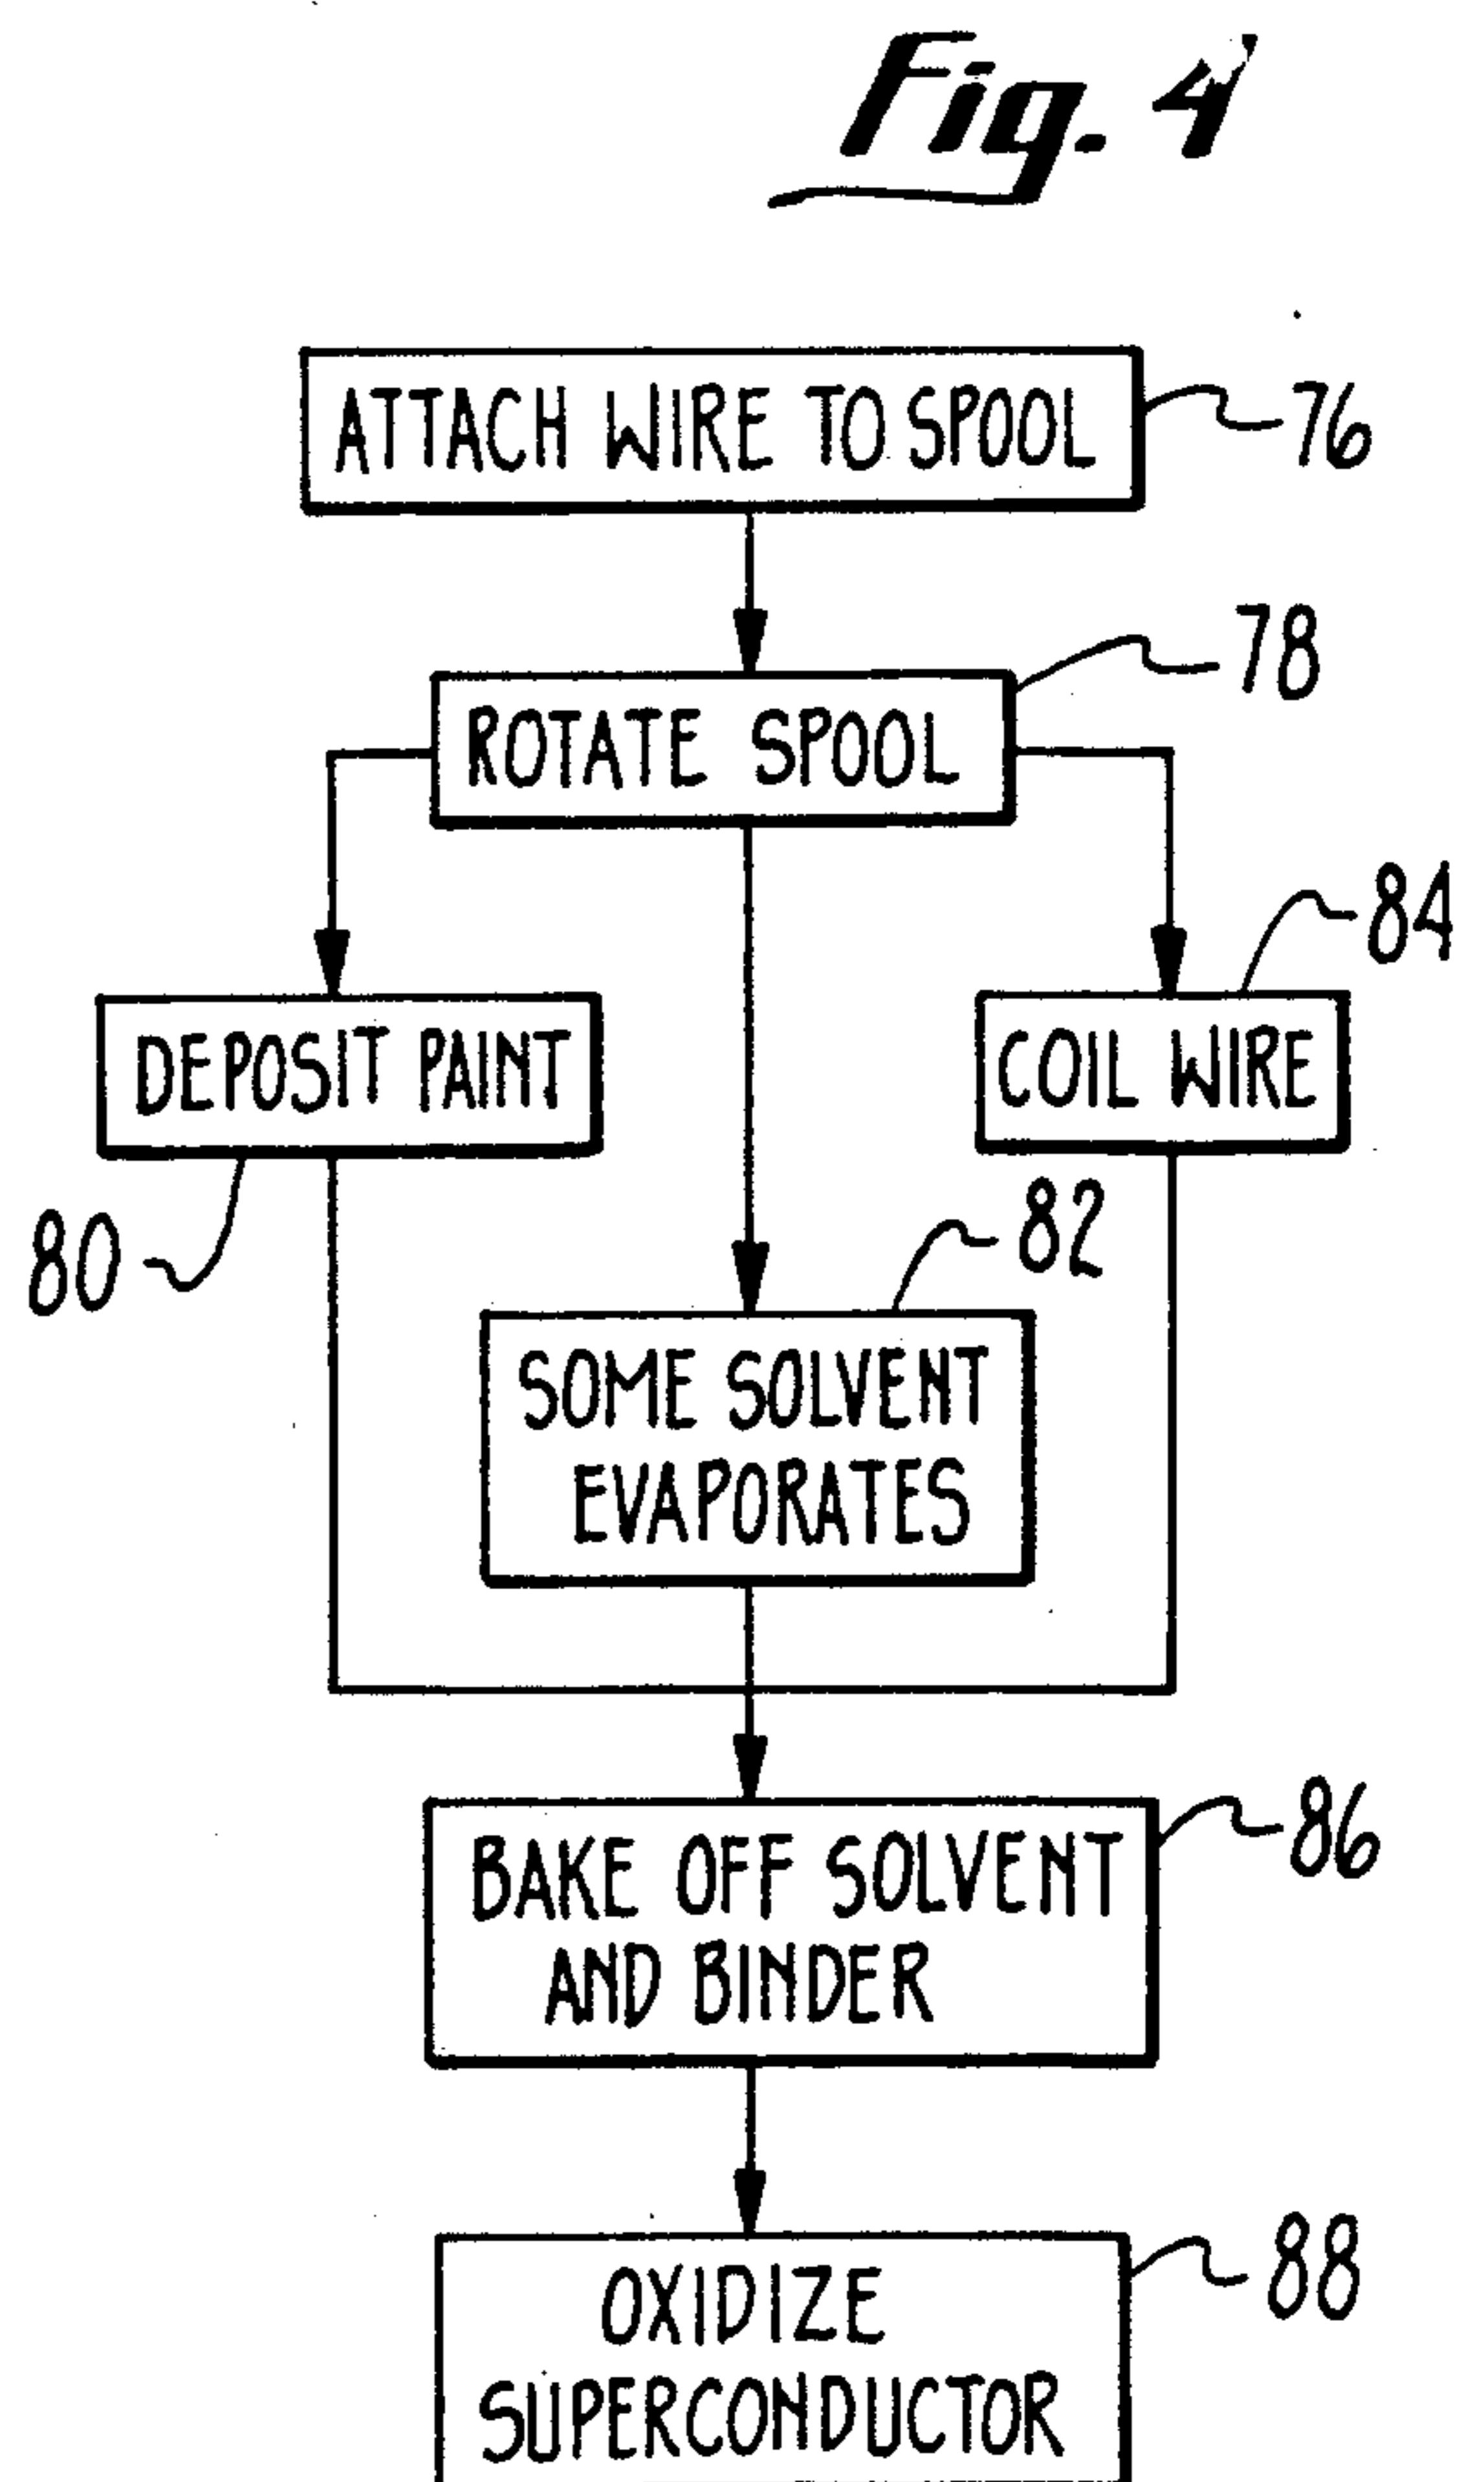 Fig. 4
ATTACH WIRE TO SPOOL
76
ROTATE SPOOL
78
DEPOSIT PAINT
80
COIL WIRE
84
SOME SOLVENT
EVAPORATES
82
BAKE OFF SOLVENT
AND BINDER
86
OXIDIZE
SUPERCONDUCTOR
88